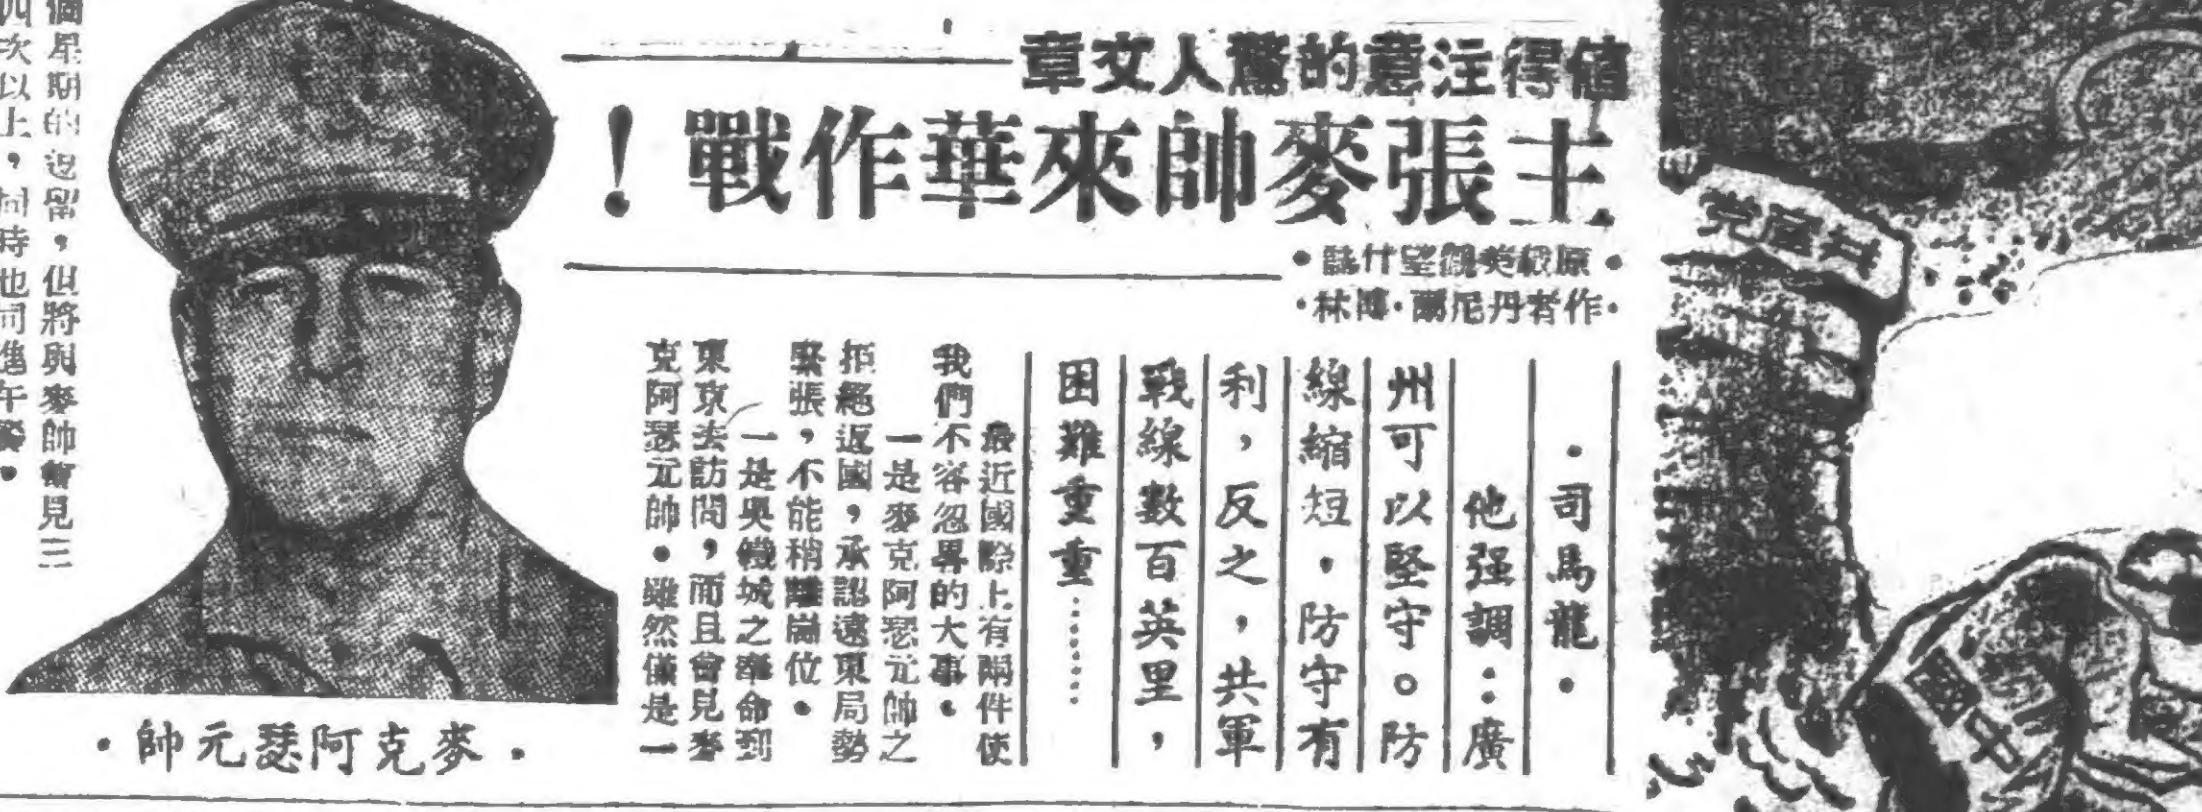 值得注意的驚人文章
主張麥帥來華作戰！
•原載美觀望什誌•
•作者丹尼爾•博林•
•司馬龍•
他强調：廣
州可以堅守。防
線縮短，防守有
利，反之，共軍
戰線數百英里，
困難重重……
最近國際上有兩件使
我們不容忽畧的大事。
一是麥克阿瑟元帥之
拒絕返國，承認遠東局勢
緊張，不能稍離崗位。
一是吳鐵城之奉命到
東京去訪問，而且會見麥
克阿瑟元帥。雖然僅是一
個星期的逗留，但將與麥帥會見三
四次以上，同時也同進午餐。
•麥克阿瑟元帥•
共產党
中國